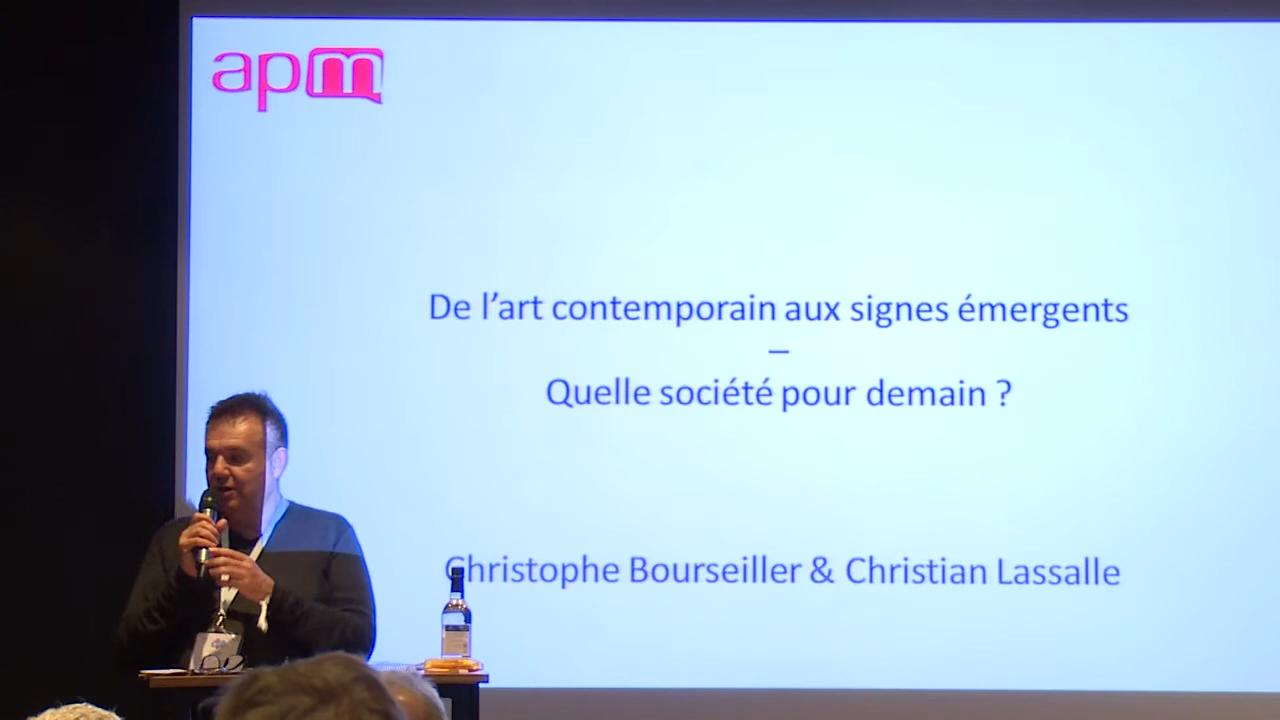 apm
De l'art contemporain aux signes émergents
–
Quelle société pour demain ?
Christophe Bourseiller & Christian Lassalle